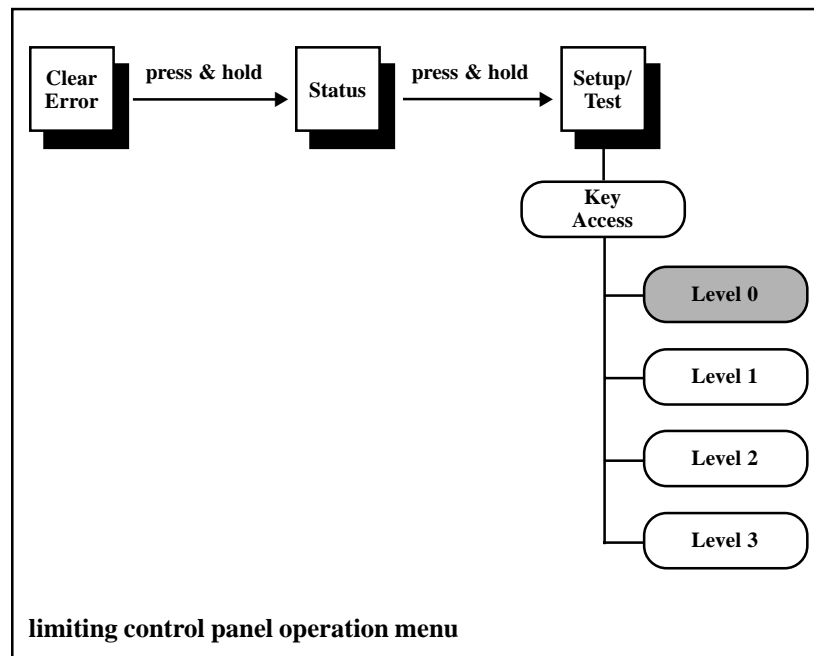 Clear
Error
press & hold
Status
press & hold
Setup/
Test
Key
Access
Level 0
Level 1
Level 2
Level 3
limiting control panel operation menu